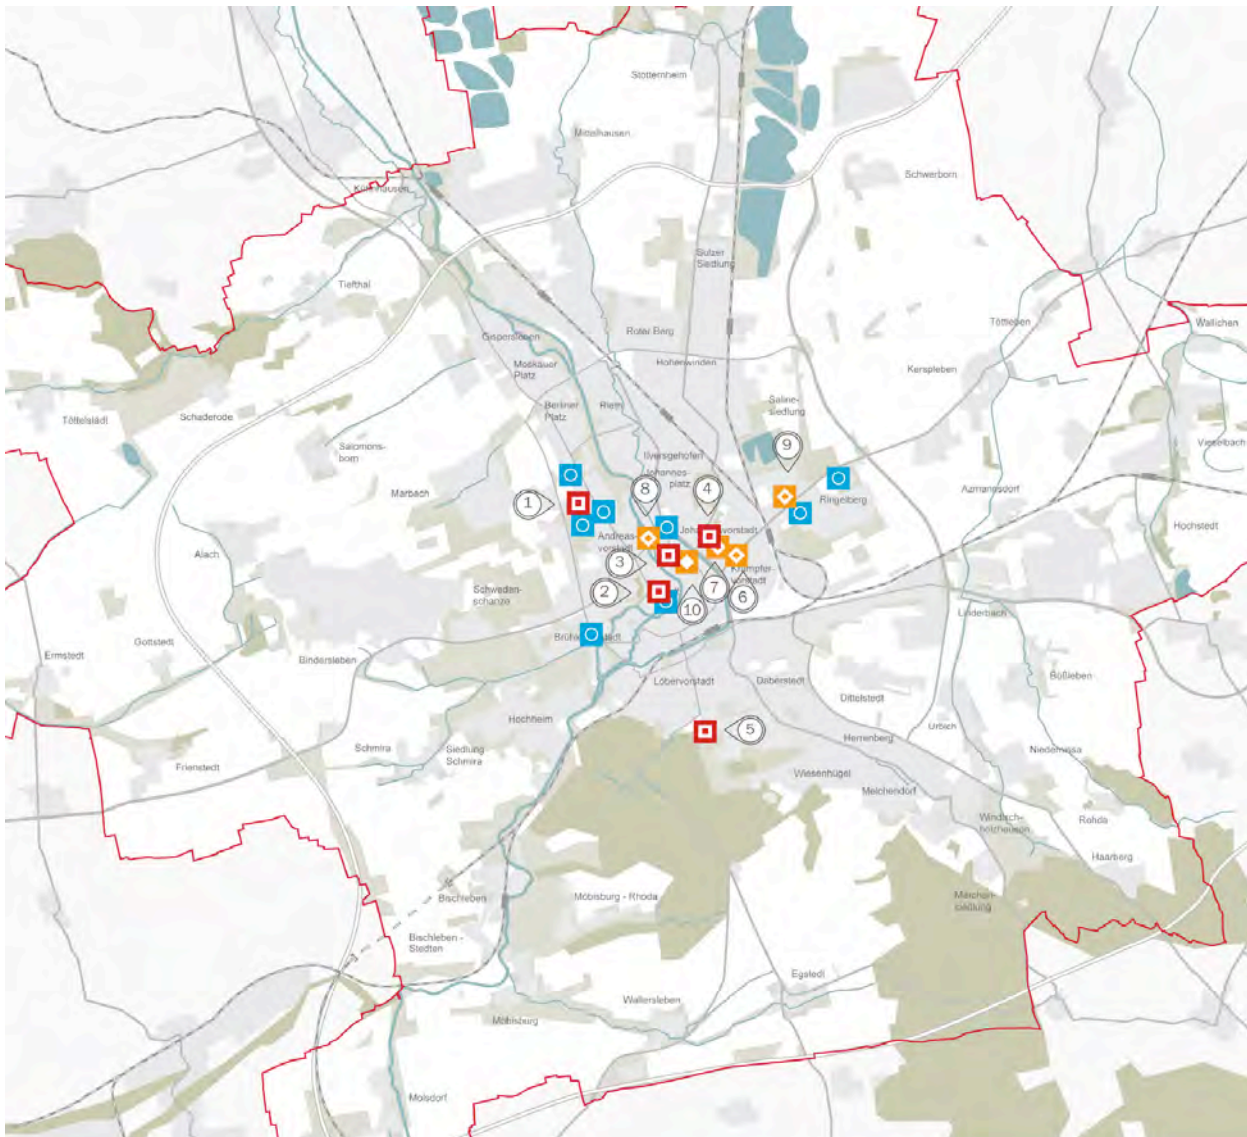 Stotternheim
Mittelhausen
Schwerborn
Kühnhausen
Sulzer
Siedlung
Tiefthal
Töttleben
Wallichen
Gispersleben
Roter Berg
Hohenwinden
Moskauer
Platz
Kerspleben
Berliner
Platz
Rieth
Saline-
siedlung
Töttelstädt
Schaderode
Salomons-
born
Vieselbach
9
Ilversgehofen
Johannes-
platz
Marbach
8
4
Ringelberg
Azmannsdorf
1
Hochstedt
Andreas-
vorstadt
Alach
3
Krämpfer-
vorstadt
Schweden-
schanze
2
7
6
10
Linderbach
Gottstedt
Ermstedt
Bindersleben
Büßleben
Löbervorstadt
Daberstedt
Dittelstedt
Hochheim
5
Urbich
Herrenberg
Schmira
Siedlung
Schmira
Niedernissa
Frienstedt
Wiesenhügel
Melchendorf
Windisch-
holzhausen
Rohda
Haarberg
Bischleben
Möbisburg - Rhoda
Märchen-
siedlung
Bischleben -
Stedten
Egstedt
Waltersleben
Möbisburg
Molsdorf